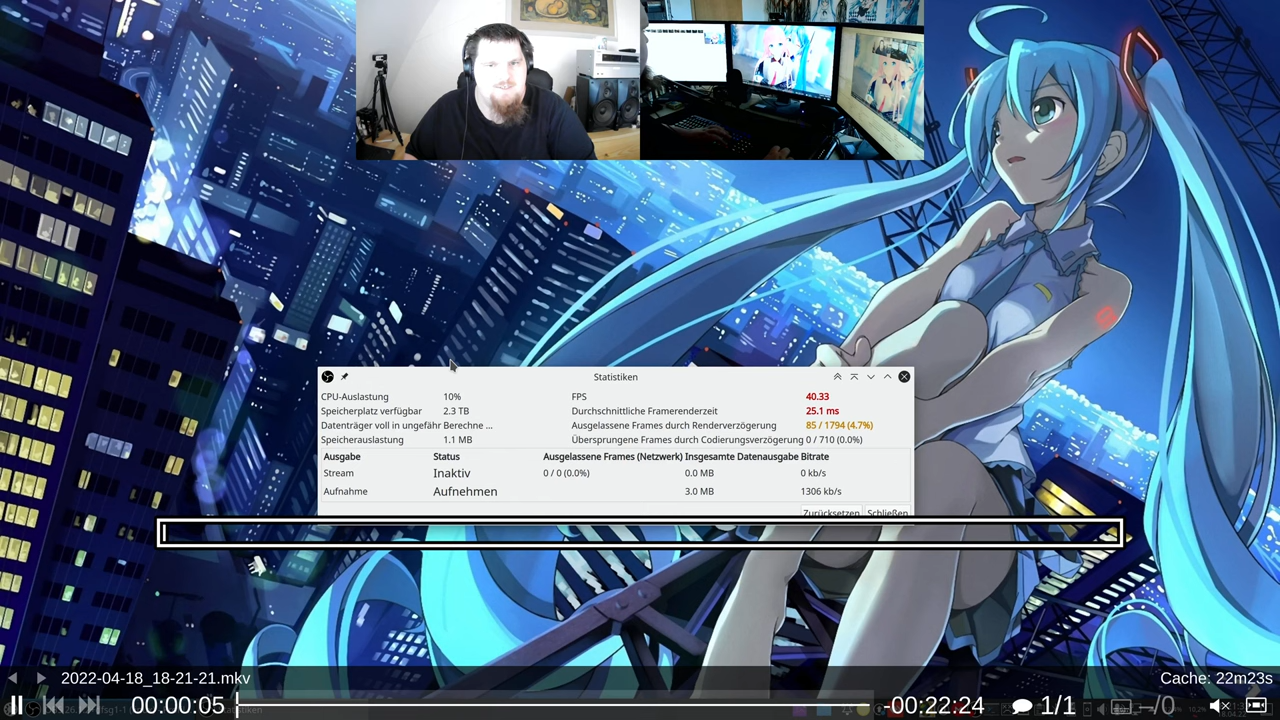 Statistiken
CPU-Auslastung 10% FPS 40.33
Speicherplatz verfügbar 2.3 TB Durchschnittliche Framerenderzeit 25.1 ms
Datenträger voll in ungefähr Berechne ... Ausgelassene Frames durch Renderverzögerung 85 / 1794 (4.7%)
Speicherauslastung 1.1 MB Übersprungene Frames durch Codierungsverzögerung 0 / 710 (0.0%)
Ausgabe Status Ausgelassene Frames (Netzwerk) Insgesamte Datenausgabe Bitrate
Stream Inaktiv 0 / 0 (0.0%) 0.0 MB 0 kb/s
Aufnahme Aufnehmen 3.0 MB 1306 kb/s
Zurücksetzen Schließen
2022-04-18_18-21-21.mkv Cache: 22m23s
00:00:05 -00:22:24 1/1 –/0